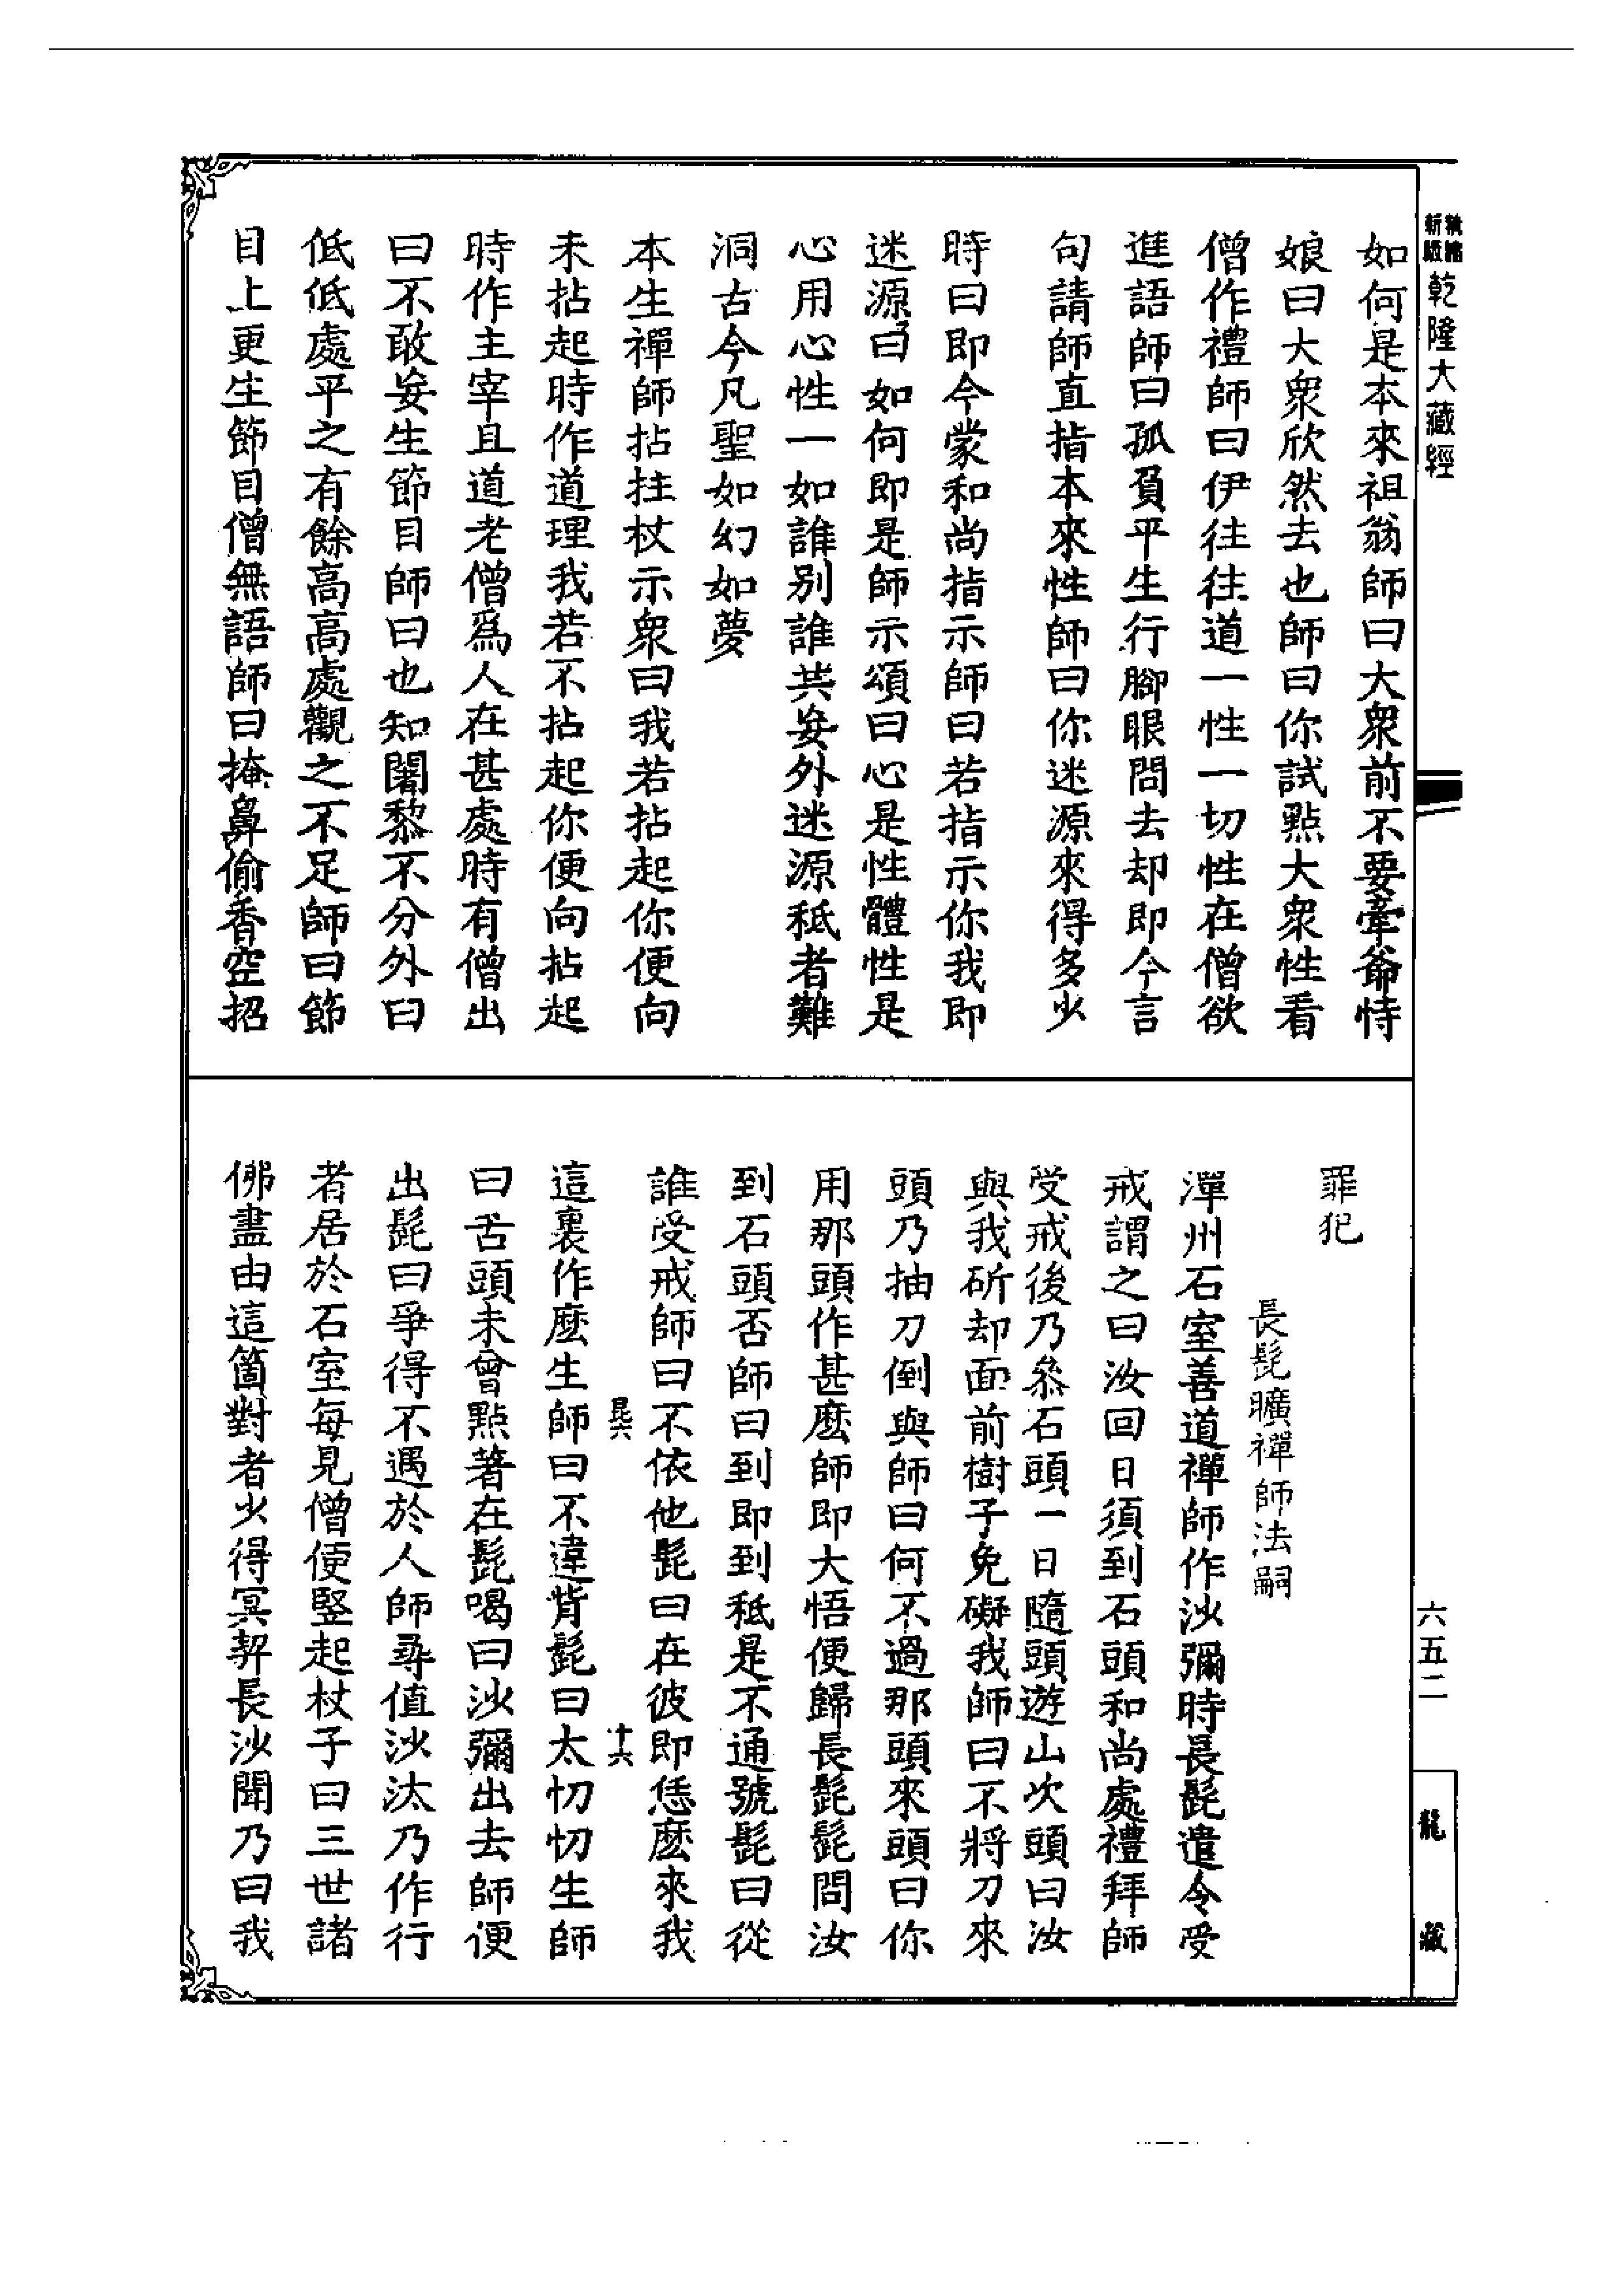 乾隆大藏經
如何是本來祖翁師曰大衆前不要牽爺恃
娘曰大衆欣然去也師曰你試點大衆性看
僧作禮師曰伊往往道一性一切性在僧欲
進語師曰孤負平生行腳眼問去却即今言
句請師直指本來性師曰你迷源來得多少
時曰即今蒙和尚指示師曰若指示你我即
迷源曰如何即是師示頌曰心是性體性是
心用心性一如誰別誰共妄外迷源秖者難
洞古今凡聖如幻如夢
本生禪師拈拄杖示衆曰我若拈起你便向
未拈起時作道理我若不拈起你便向拈起
時作主宰且道老僧爲人在甚處時有僧出
曰不敢妄生節目師曰也知闍黎不分外曰
低低處平之有餘高高處觀之不足師曰節
目上更生節目僧無語師曰掩鼻偷香空招
罪犯
長髭曠禪師法嗣
潭州石室善道禪師作沙彌時長髭遣令受
戒謂之曰汝回日須到石頭和尚處禮拜師
受戒後乃叅石頭一日隨頭遊山次頭曰汝
與我斫却面前樹子免礙我師曰不將刀來
頭乃抽刀倒與師曰何不過那頭來頭曰你
用那頭作甚麽師即大悟便歸長髭髭問汝
到石頭否師曰到即到秖是不通號髭曰從
誰受戒師曰不依他髭曰在彼即恁麽來我
昆六
十六
這裏作麽生師曰不違背髭曰太忉忉生師
曰舌頭未曾點著在髭喝曰沙彌出去師便
出髭曰爭得不遇於人師尋值沙汰乃作行
者居於石室每見僧便竪起杖子曰三世諸
佛盡由這箇對者少得冥契長沙聞乃曰我
六五二
龍藏